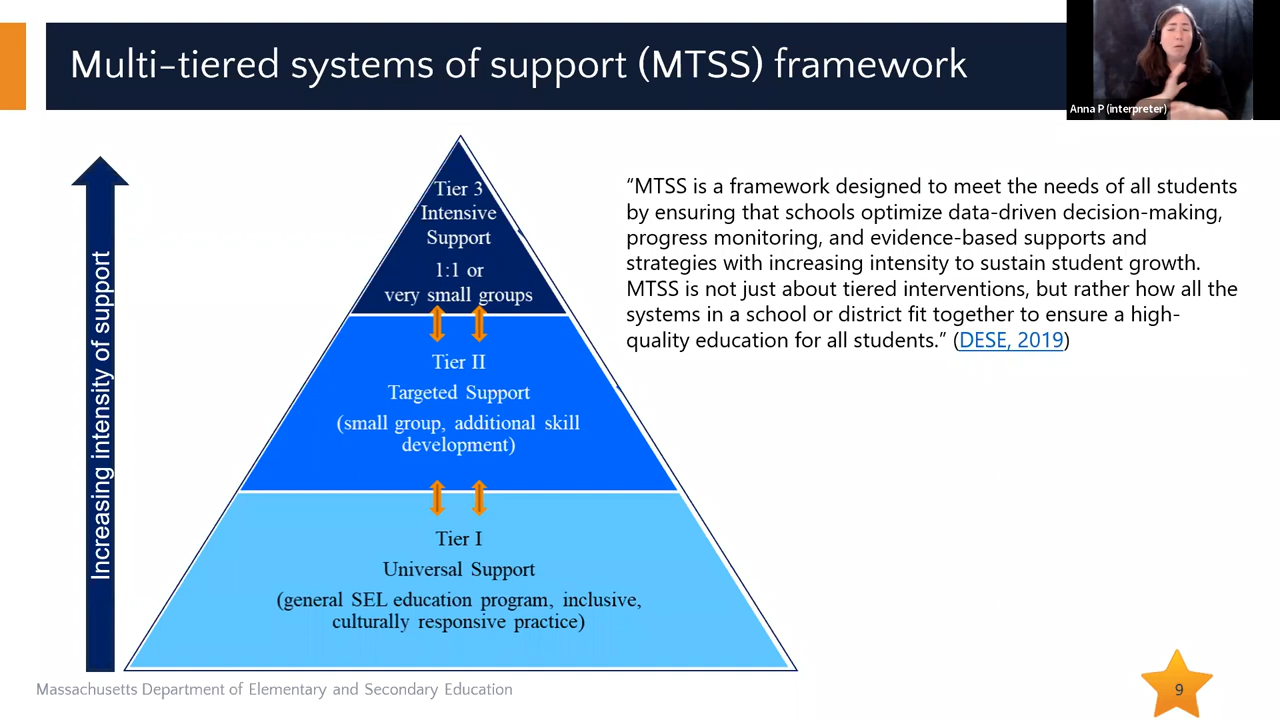 Multi-tiered systems of support (MTSS) framework
Anna P (interpreter)
Increasing intensity of support
Tier 3
Intensive
Support
1:1 or
very small groups
Tier II
Targeted Support
(small group, additional skill
development)
Tier I
Universal Support
(general SEL education program, inclusive,
culturally responsive practice)
“MTSS is a framework designed to meet the needs of all students
by ensuring that schools optimize data-driven decision-making,
progress monitoring, and evidence-based supports and
strategies with increasing intensity to sustain student growth.
MTSS is not just about tiered interventions, but rather how all the
systems in a school or district fit together to ensure a high-
quality education for all students.” (DESE, 2019)
Massachusetts Department of Elementary and Secondary Education
9